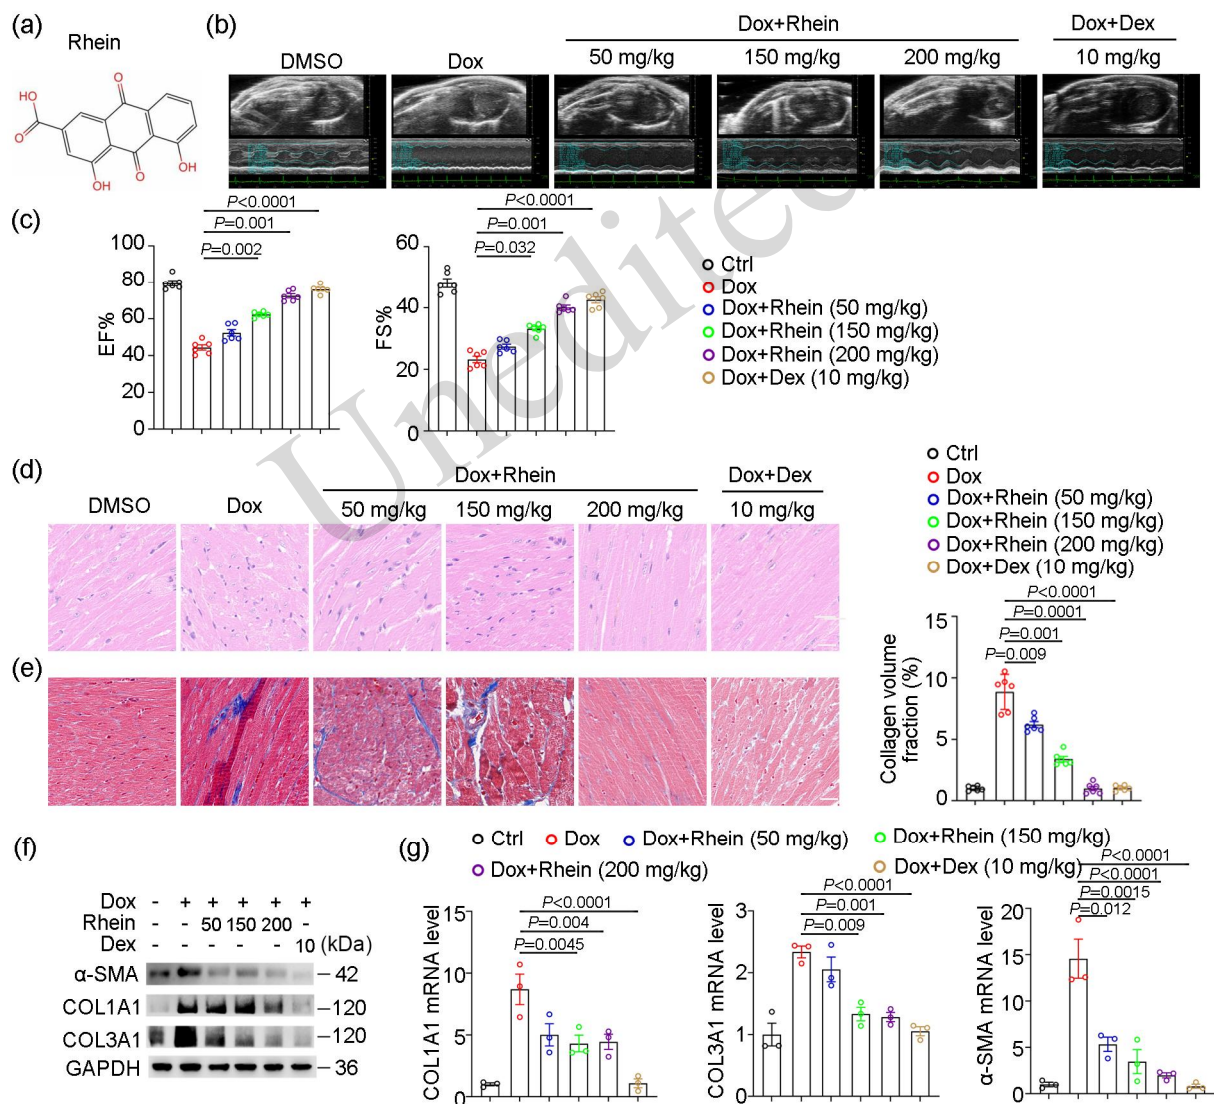 (a)
Rhein
HO
O
O
O
OH
OH
(b)
Dox+Rhein
Dox+Dex
DMSO
Dox
50 mg/kg
150 mg/kg
200 mg/kg
10 mg/kg
(c)
P<0.0001
P=0.001
P=0.002
EF%
100
80
60
40
20
0
P<0.0001
P=0.001
P=0.032
FS%
60
40
20
0
Ctrl
Dox
Dox+Rhein (50 mg/kg)
Dox+Rhein (150 mg/kg)
Dox+Rhein (200 mg/kg)
Dox+Dex (10 mg/kg)
Unedited
(d)
Dox+Rhein
Dox+Dex
DMSO
Dox
50 mg/kg
150 mg/kg
200 mg/kg
10 mg/kg
(e)
Ctrl
Dox
Dox+Rhein (50 mg/kg)
Dox+Rhein (150 mg/kg)
Dox+Rhein (200 mg/kg)
Dox+Dex (10 mg/kg)
P<0.0001
P=0.0001
P=0.001
P=0.009
Collagen volume
fraction (%)
15
10
5
0
(f)
Dox - + + + + +
Rhein - - 50 150 200 -
Dex - - - - - 10 (kDa)
α-SMA 42
COL1A1 120
COL3A1 120
GAPDH 36
(g)
Ctrl Dox Dox+Rhein (50 mg/kg) Dox+Rhein (150 mg/kg)
Dox+Rhein (200 mg/kg) Dox+Dex (10 mg/kg)
P<0.0001
P=0.004
P=0.0045
COL1A1 mRNA level
15
10
5
0
P<0.0001
P=0.001
P=0.009
COL3A1 mRNA level
3
2
1
0
P<0.0001
P<0.0001
P=0.0015
P=0.012
α-SMA mRNA level
20
15
10
5
0